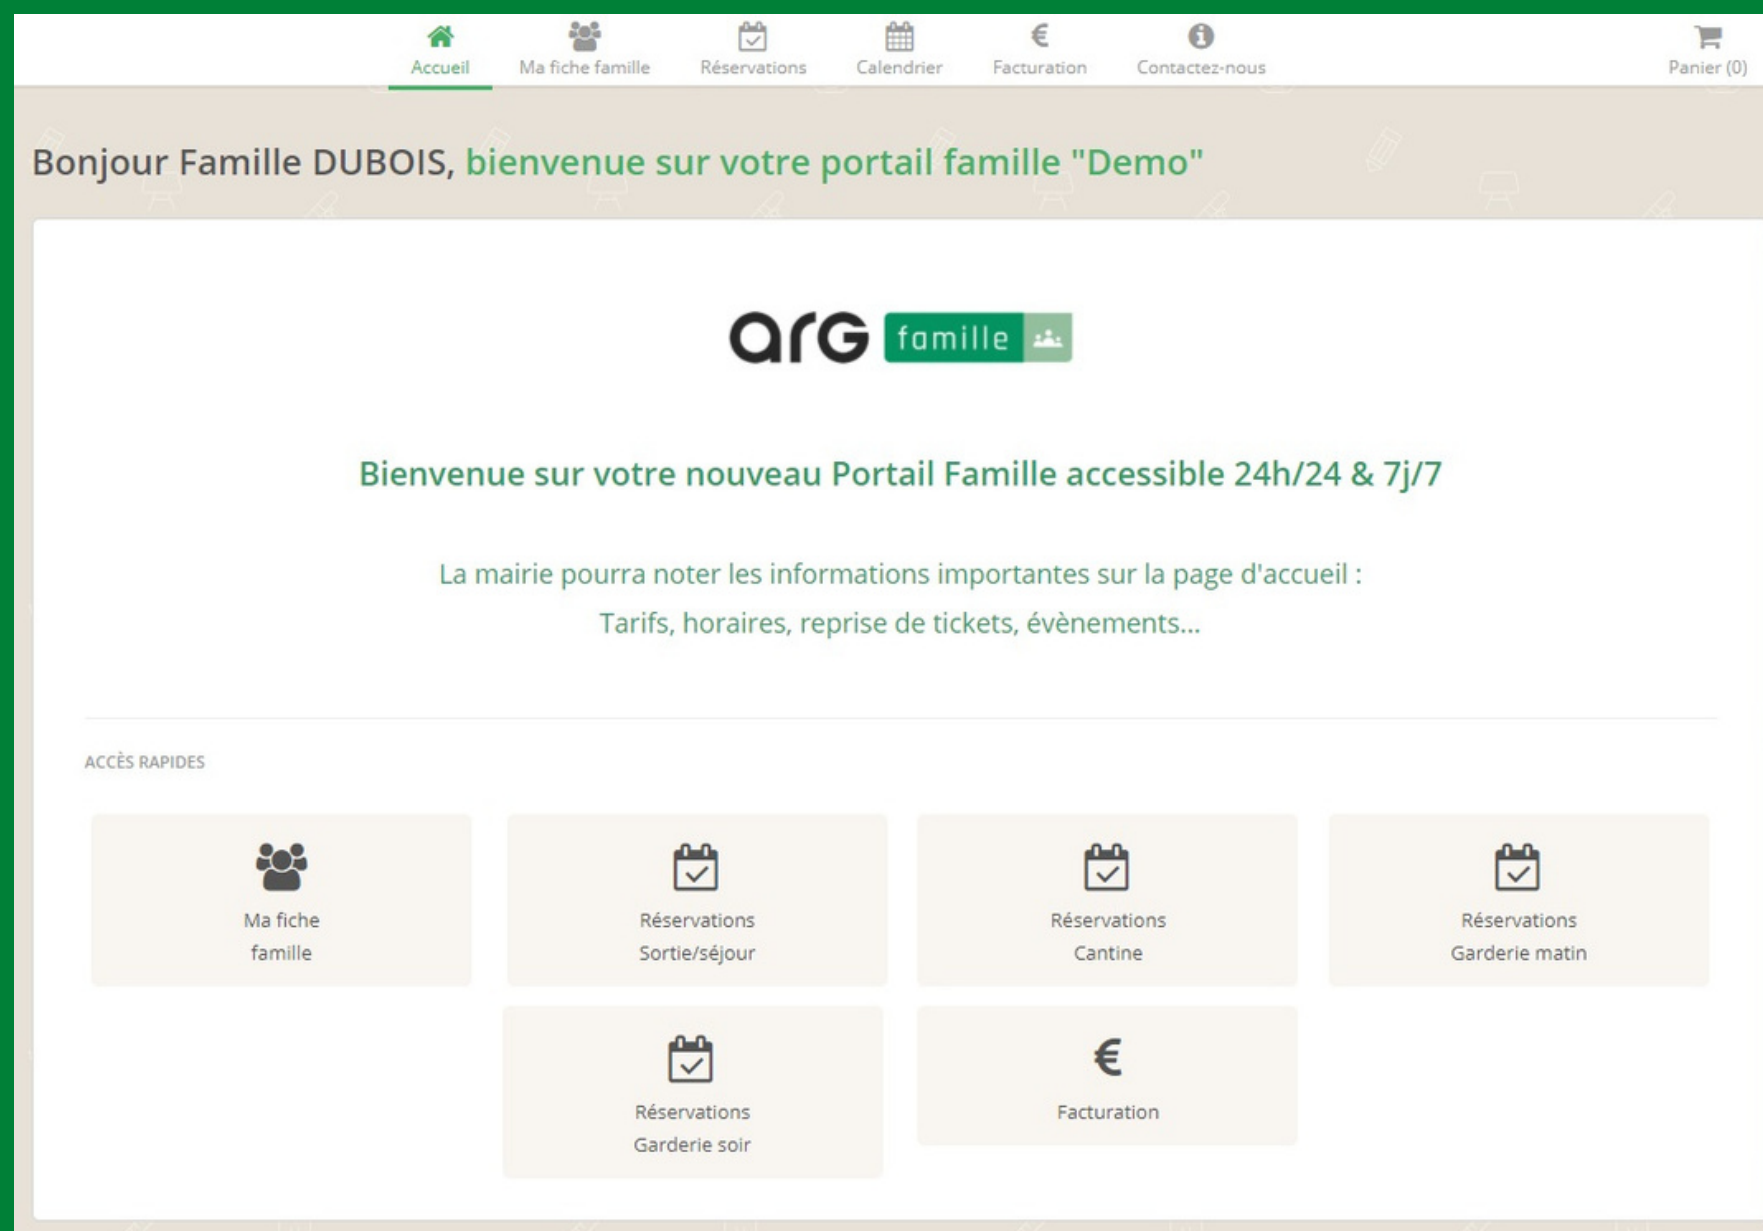 Accueil
Ma fiche famille
Réservations
Calendrier
Facturation
Contactez-nous
Panier (0)
Bonjour Famille DUBOIS, bienvenue sur votre portail famille "Demo"
arG famille
Bienvenue sur votre nouveau Portail Famille accessible 24h/24 & 7j/7
La mairie pourra noter les informations importantes sur la page d'accueil :
Tarifs, horaires, reprise de tickets, évènements...
ACCÈS RAPIDES
Ma fiche
famille
Réservations
Sortie/séjour
Réservations
Cantine
Réservations
Garderie matin
Réservations
Garderie soir
€
Facturation